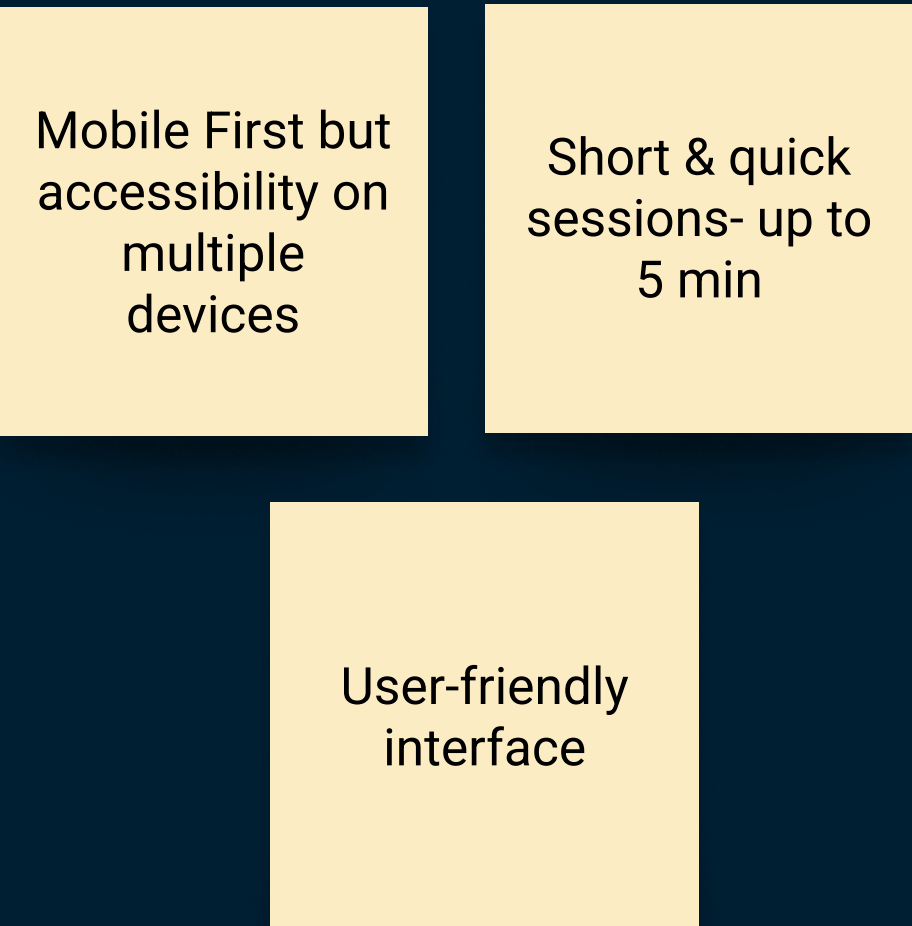 Mobile First but
accessibility on
multiple
devices
Short & quick
sessions- up to
5 min
User-friendly
interface